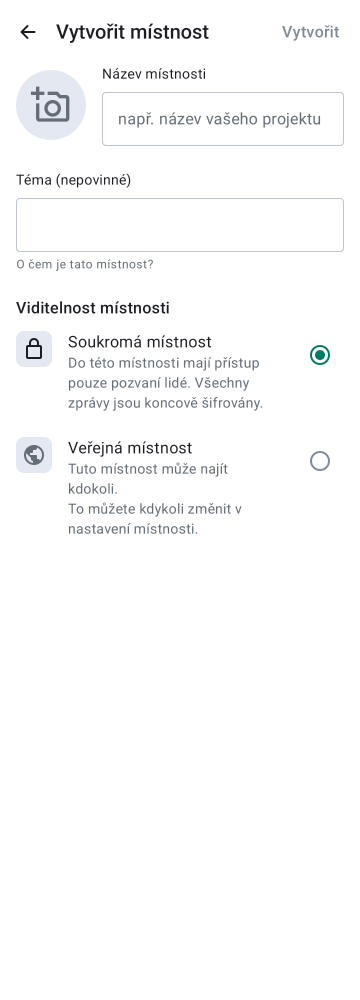 Vytvořit místnost
Vytvořit
Název místnosti
např. název vašeho projektu
Téma (nepovinné)
O čem je tato místnost?
Viditelnost místnosti
Soukromá místnost
Do této místnosti mají přístup
pouze pozvaní lidé. Všechny
zprávy jsou koncově šifrovány.
Veřejná místnost
Tuto místnost může najít
kdokoli.
To můžete kdykoli změnit v
nastavení místnosti.